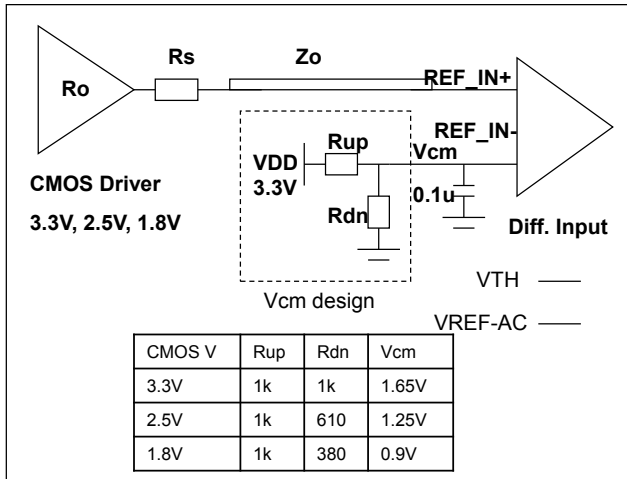 Rs
Zo
Ro
REF_IN+
REF_IN-
Rup
Vcm
VDD
3.3V
CMOS Driver
0.1u
Rdn
3.3V, 2.5V, 1.8V
Diff. Input
Vcm design
VTH
VREF-AC
CMOS V Rup Rdn Vcm
3.3V 1k 1k 1.65V
2.5V 1k 610 1.25V
1.8V 1k 380 0.9V